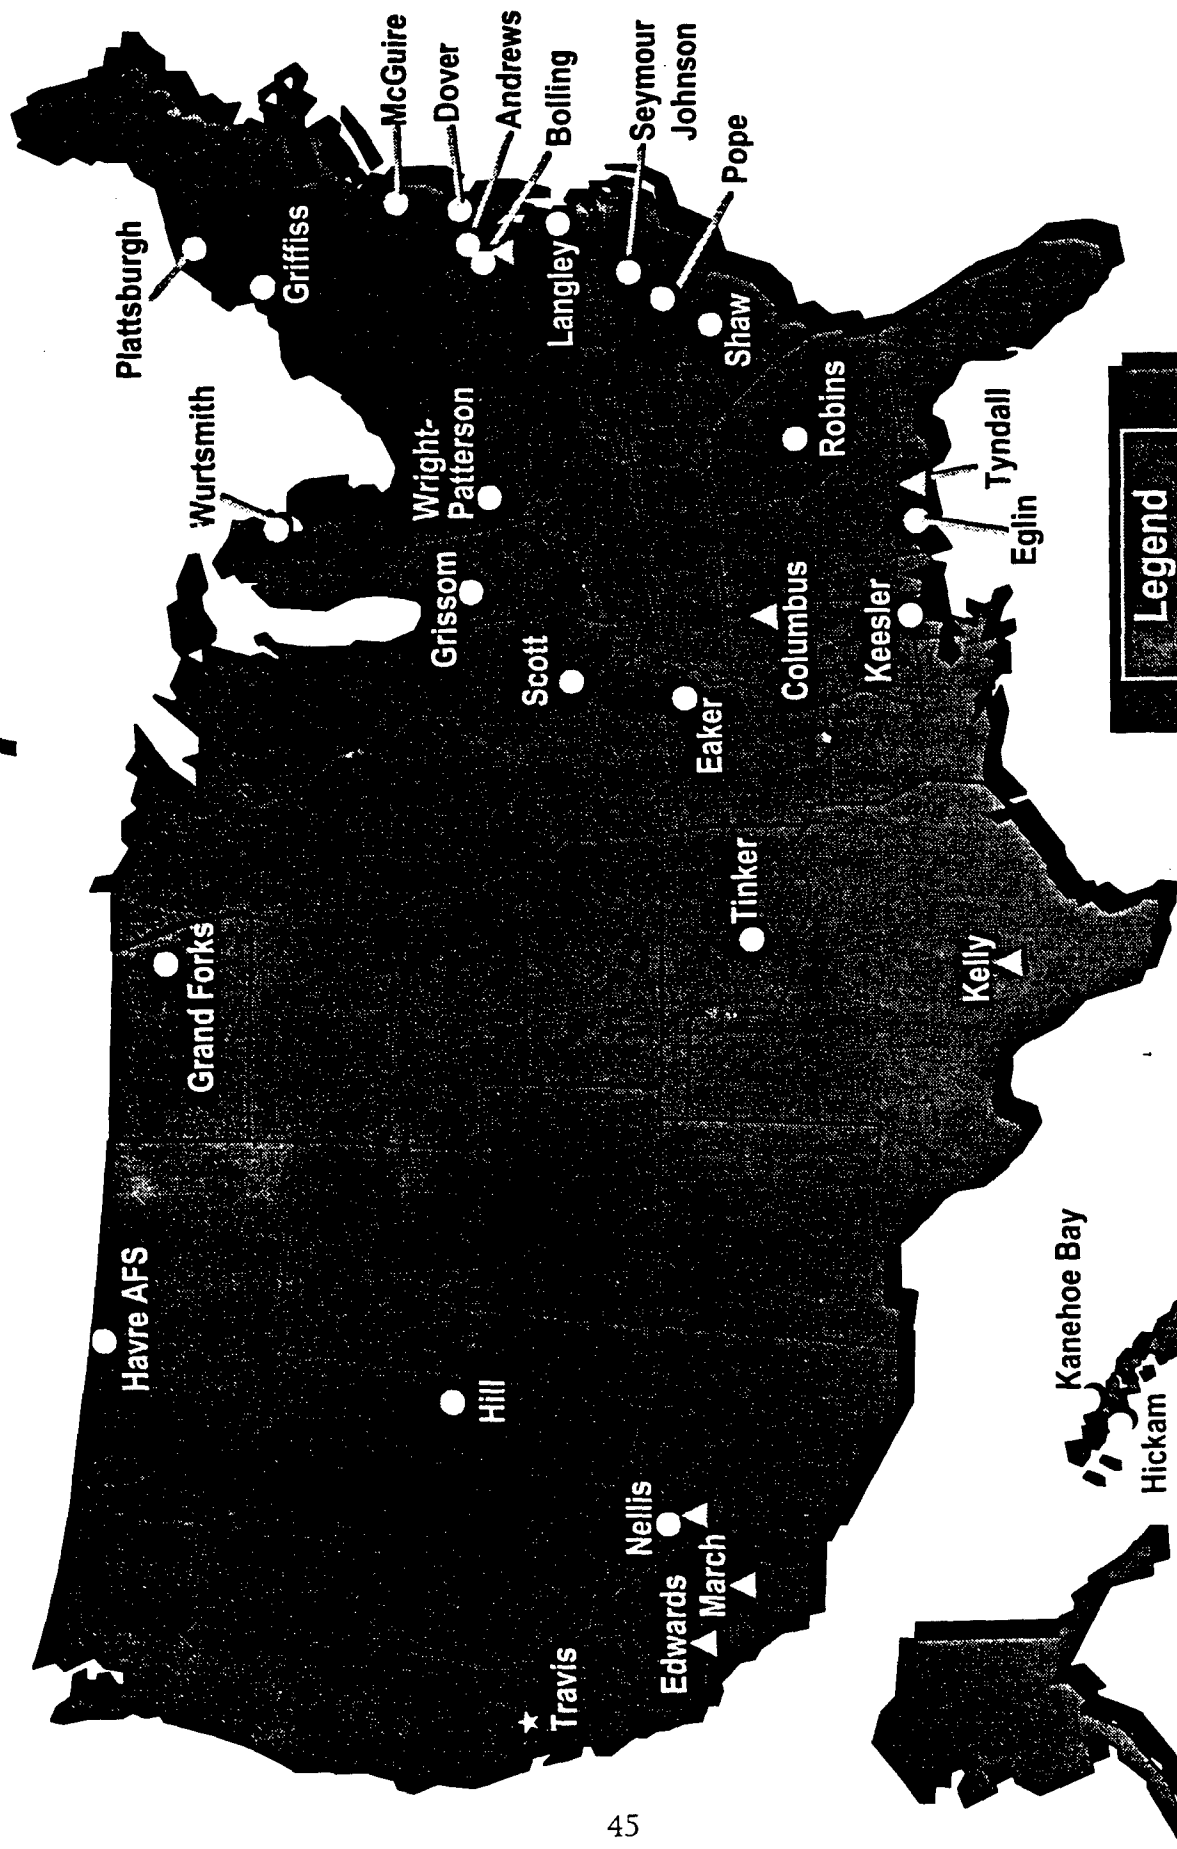 Plattsburgh
Griffiss
McGuire
Dover
Andrews
Bolling
Langley
Seymour
Johnson
Pope
Shaw
Robins
Wurtsmith
Wright-
Patterson
Grissom
Scott
Eaker
Columbus
Keesler
Eglin
Tyndall
Legend
Grand Forks
Tinker
Kelly
Havre AFS
Hill
Nellis
March
Edwards
Travis
Kanehoe Bay
Hickam
45